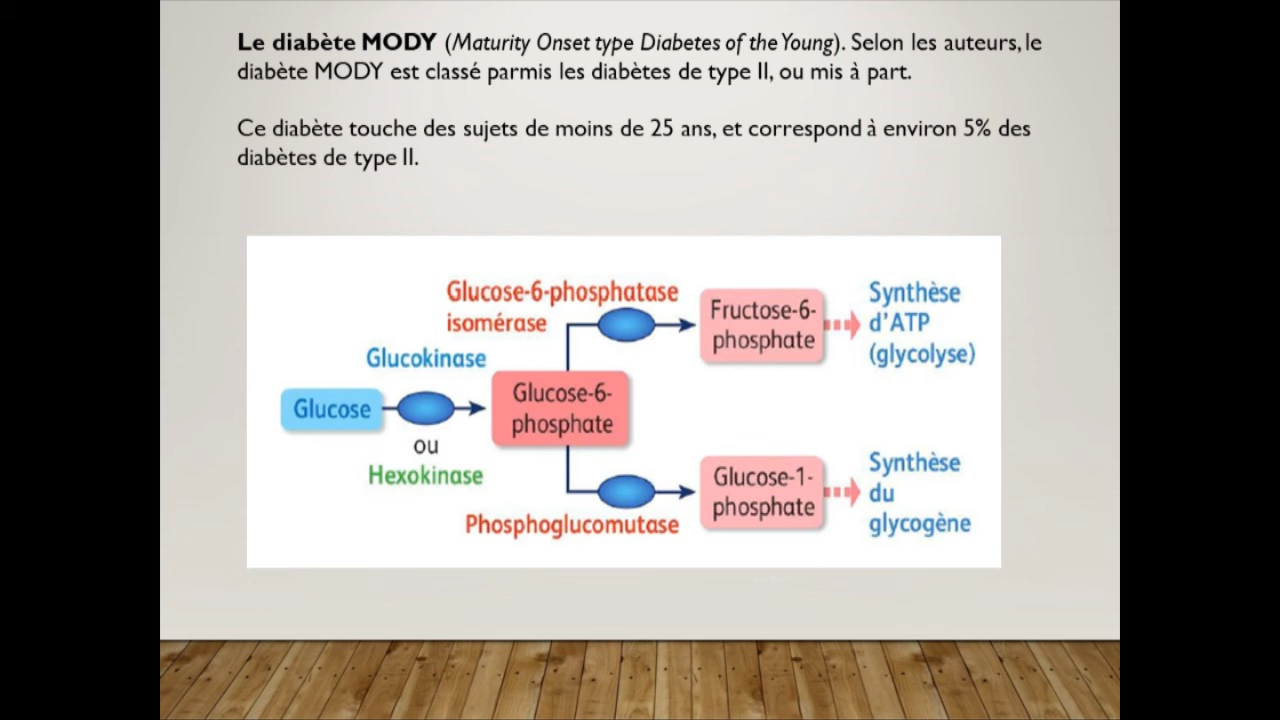 Le diabète MODY (Maturity Onset type Diabetes of the Young). Selon les auteurs, le
diabète MODY est classé parmis les diabètes de type II, ou mis à part.
Ce diabète touche des sujets de moins de 25 ans, et correspond à environ 5% des
diabètes de type II.
Glucose-6-phosphatase
isomérase
Fructose-6-
phosphate
Synthèse
d'ATP
(glycolyse)
Glucokinase
Glucose
ou
Hexokinase
Glucose-6-
phosphate
Phosphoglucomutase
Glucose-1-
phosphate
Synthèse
du
glycogène